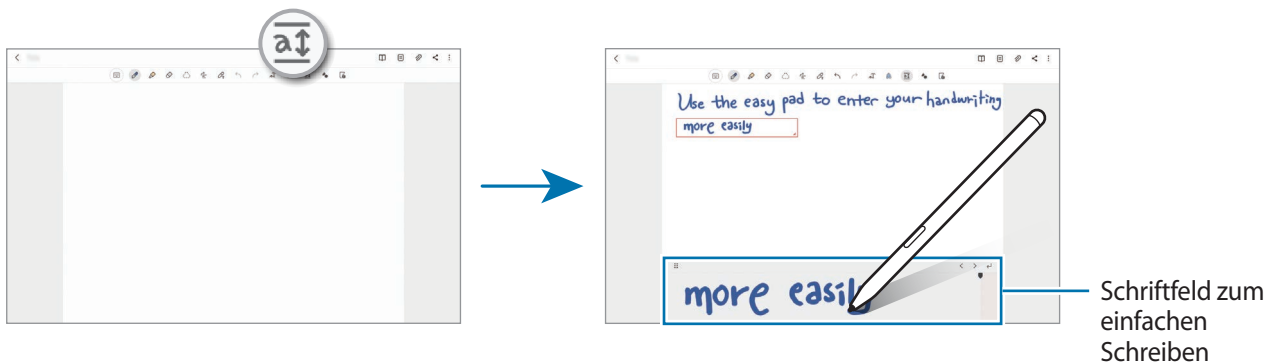 a
Use the easy pad to enter your handwriting
more easily
more easily
Schriftfeld zum
einfachen
Schreiben